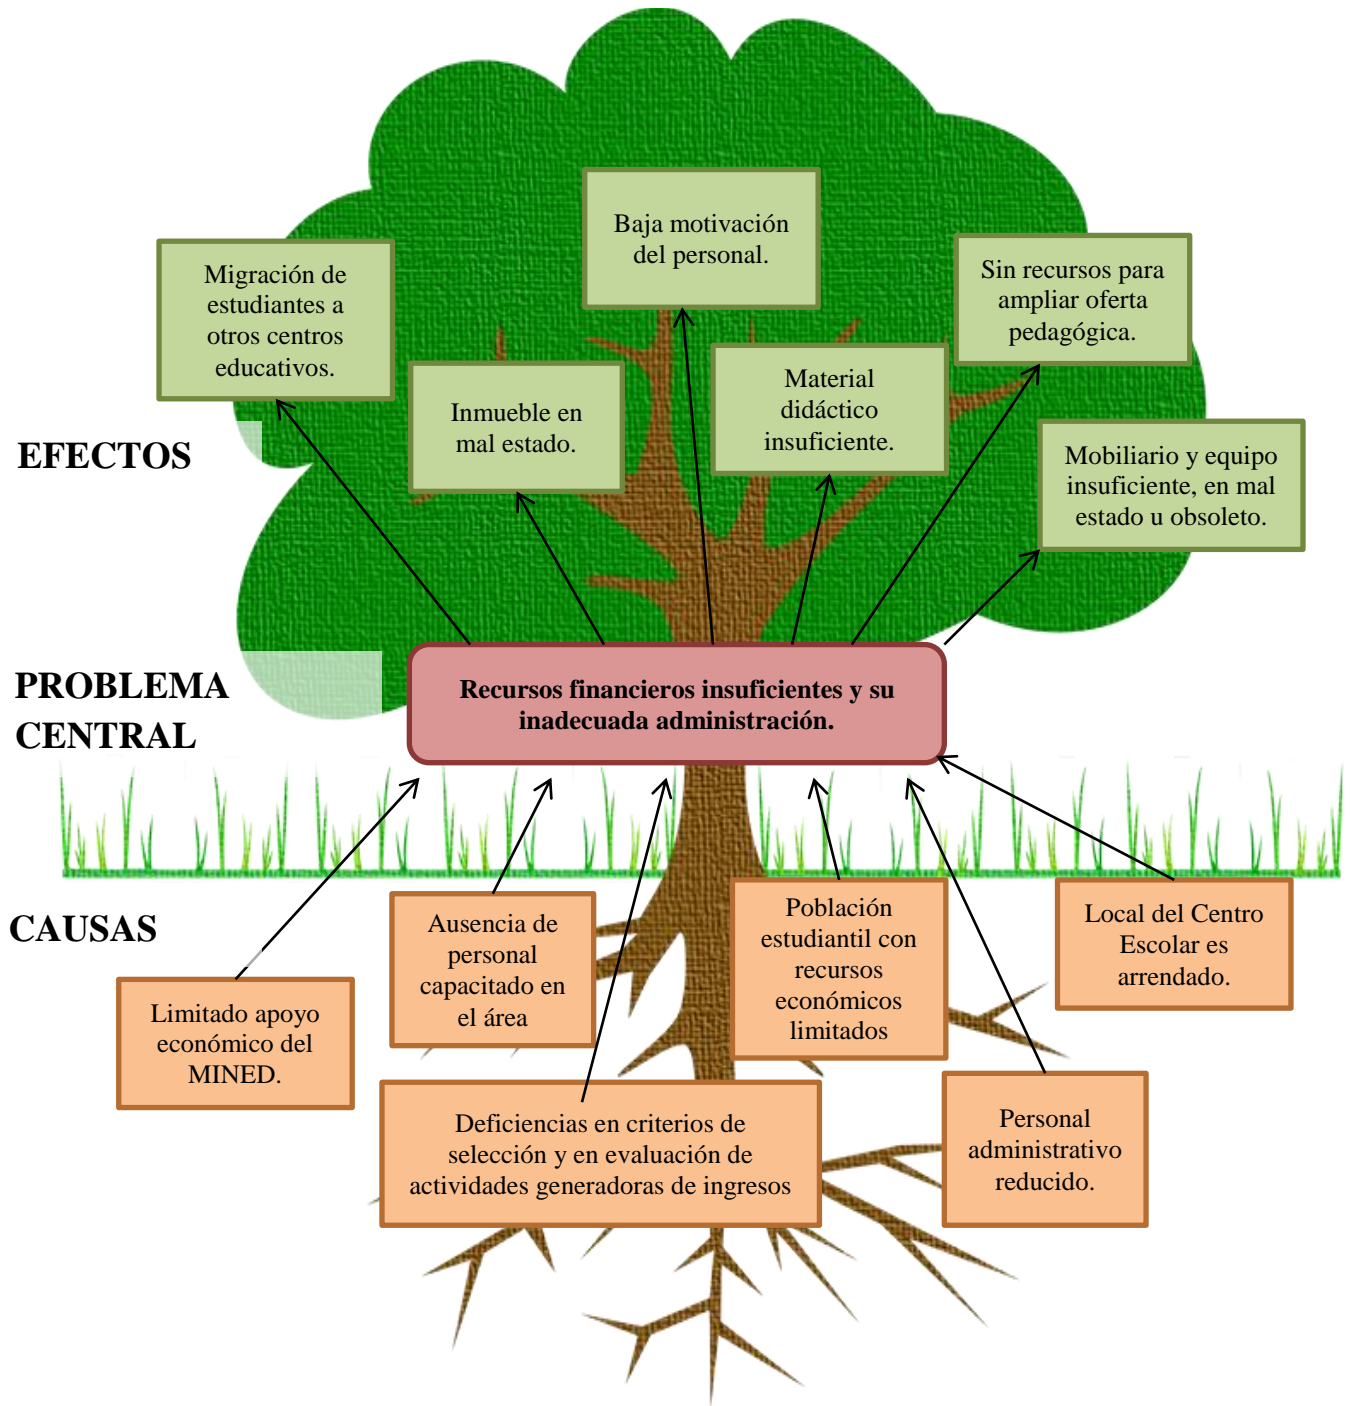 Baja motivación
del personal.
Migración de
estudiantes a
otros centros
educativos.
Sin recursos para
ampliar oferta
pedagógica.
Inmueble en
mal estado.
Material
didáctico
insuficiente.
EFECTOS
Mobiliario y equipo
insuficiente, en mal
estado u obsoleto.
PROBLEMA
CENTRAL
Recursos financieros insuficientes y su
inadecuada administración.
CAUSAS
Ausencia de
personal
capacitado en
el área
Población
estudiantil con
recursos
económicos
limitados
Local del Centro
Escolar es
arrendado.
Limitado apoyo
económico del
MINED.
Deficiencias en criterios de
selección y en evaluación de
actividades generadoras de ingresos
Personal
administrativo
reducido.